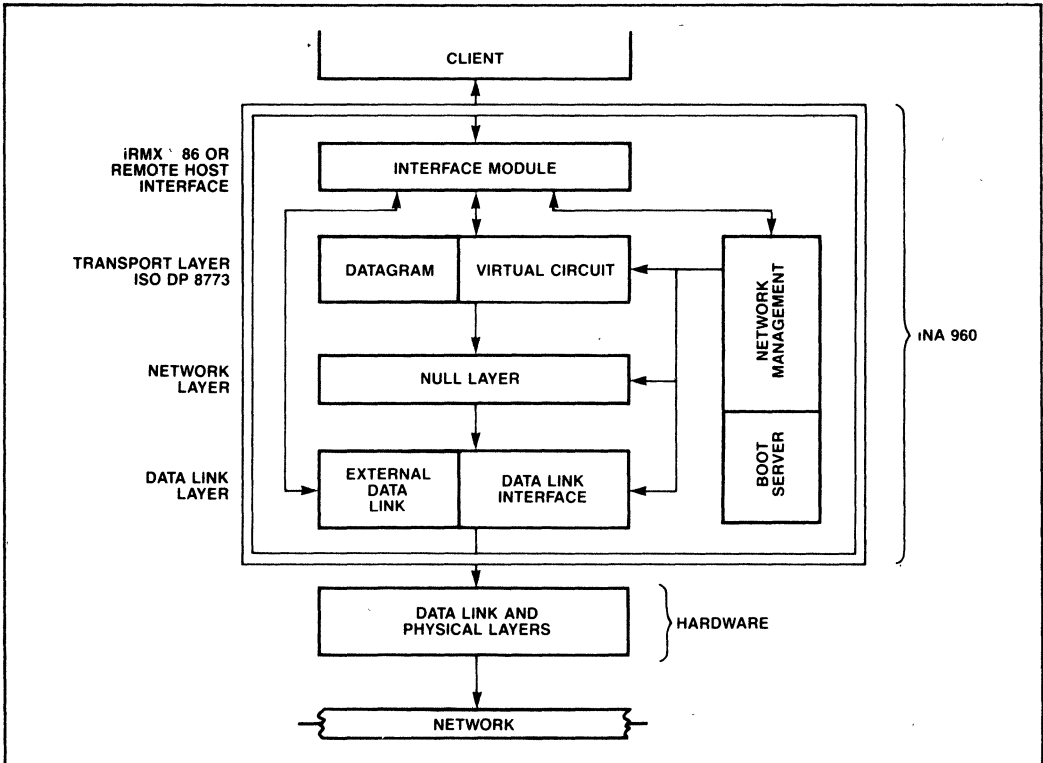 CLIENT
iRMX 86 OR
REMOTE HOST
INTERFACE
INTERFACE MODULE
TRANSPORT LAYER
ISO DP 8773
DATAGRAM
VIRTUAL CIRCUIT
NETWORK
MANAGEMENT
iNA 960
NETWORK
LAYER
NULL LAYER
DATA LINK
LAYER
EXTERNAL
DATA
LINK
DATA LINK
INTERFACE
BOOT
SERVER
DATA LINK AND
PHYSICAL LAYERS
HARDWARE
NETWORK